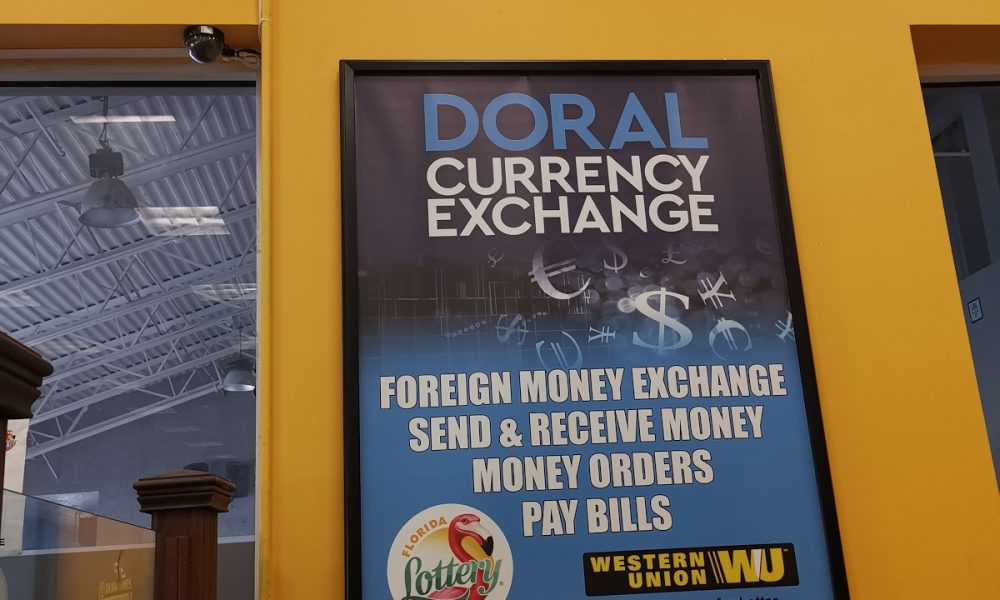 DORAL
CURRENCY
EXCHANGE
FOREIGN MONEY EXCHANGE
SEND & RECEIVE MONEY
MONEY ORDERS
PAY BILLS
FLORIDA
Lottery
WESTERN
UNION
WU